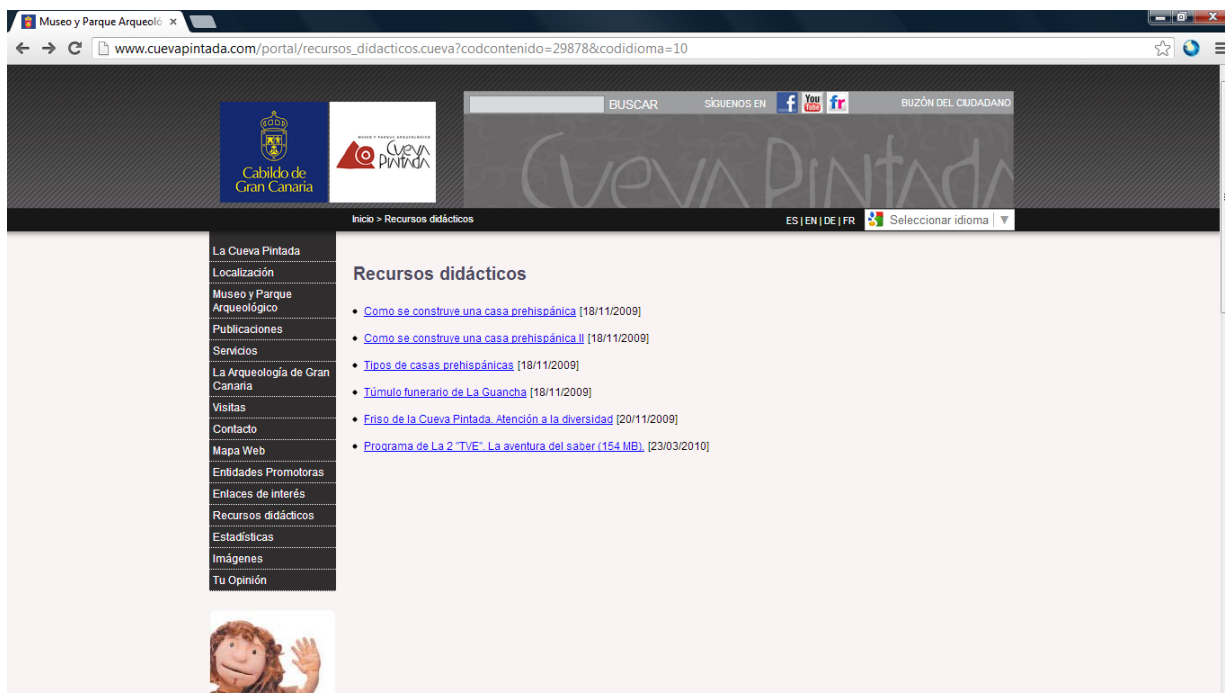 Museo y Parque Arqueoló
www.cuevapintada.com/portal/recursos_didacticos.cueva?codcontenido=29878&codidioma=10
BUSCAR
SÍGUENOS EN
f
You
Tube
fr
BUZÓN DEL CIUDADANO
Cabildo de
Gran Canaria
MUSEO Y PARQUE ARQUEOLÓGICO
CUEVA
PINTADA
CUEVA PINTADA
Inicio > Recursos didácticos
ES | EN | DE | FR
Seleccionar idioma
La Cueva Pintada
Localización
Museo y Parque
Arqueológico
Publicaciones
Servicios
La Arqueología de Gran
Canaria
Visitas
Contacto
Mapa Web
Entidades Promotoras
Enlaces de interés
Recursos didácticos
Estadísticas
Imágenes
Tu Opinión
Recursos didácticos
• Como se construye una casa prehispánica [18/11/2009]
• Como se construye una casa prehispánica II [18/11/2009]
• Tipos de casas prehispánicas [18/11/2009]
• Túmulo funerario de La Guancha [18/11/2009]
• Friso de la Cueva Pintada. Atención a la diversidad [20/11/2009]
• Programa de La 2 "TVE". La aventura del saber (154 MB). [23/03/2010]